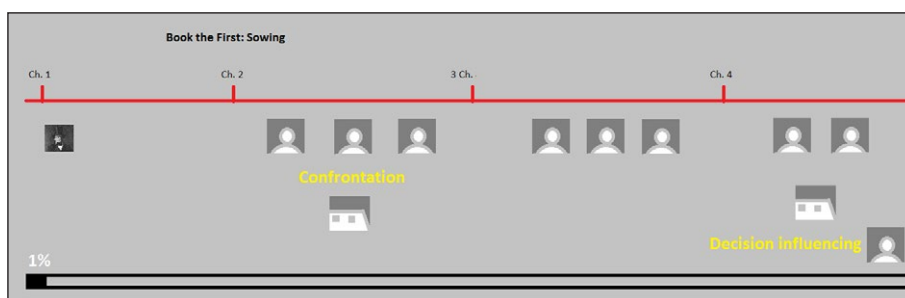 Book the First: Sowing
Ch. 1 Ch. 2 3 Ch. Ch. 4
Confrontation
Decision influencing
1%